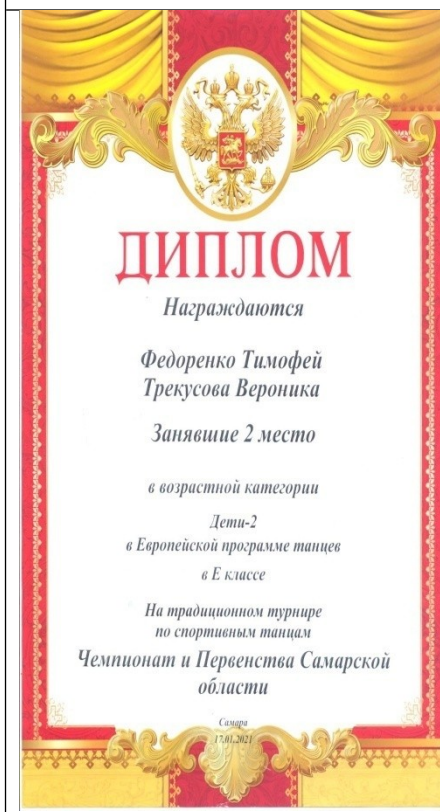 ДИПЛОМ
Награждаются
Федоренко Тимофей
Трекусова Вероника
Занявшие 2 место
в возрастной категории
Дети-2
в Европейской программе танцев
в Е классе
На традиционном турнире
по спортивным танцам
Чемпионат и Первенства Самарской
области
Самара
17.01.2021